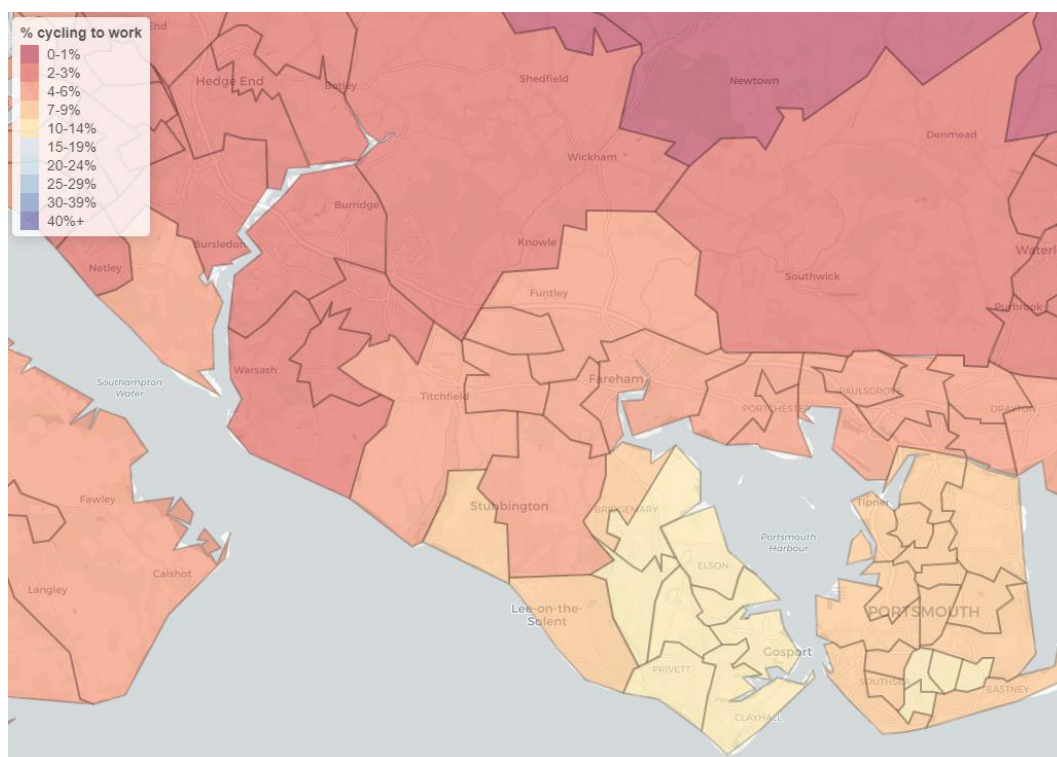 % cycling to work
0-1%
2-3%
4-6%
7-9%
10-14%
15-19%
20-24%
25-29%
30-39%
40%+
End
Hedge End
Botley
Shedfield
Newtown
Denmead
Wickham
Burridge
Bursledon
Knowle
Netley
Southwick
Waterl
Purbrook
Funtley
Warsash
Southampton
Water
Titchfield
Fareham
PORTCHESTER
PAULSGROVE
DRAYTON
Fawley
Stubbington
BRIDGEMARY
Tipner
Portsmouth
Harbour
ELSON
Calshot
Langley
Lee-on-the-
Solent
PORTSMOUTH
Gosport
PRIVETT
SOUTHSEA
EASTNEY
CLAYHALL